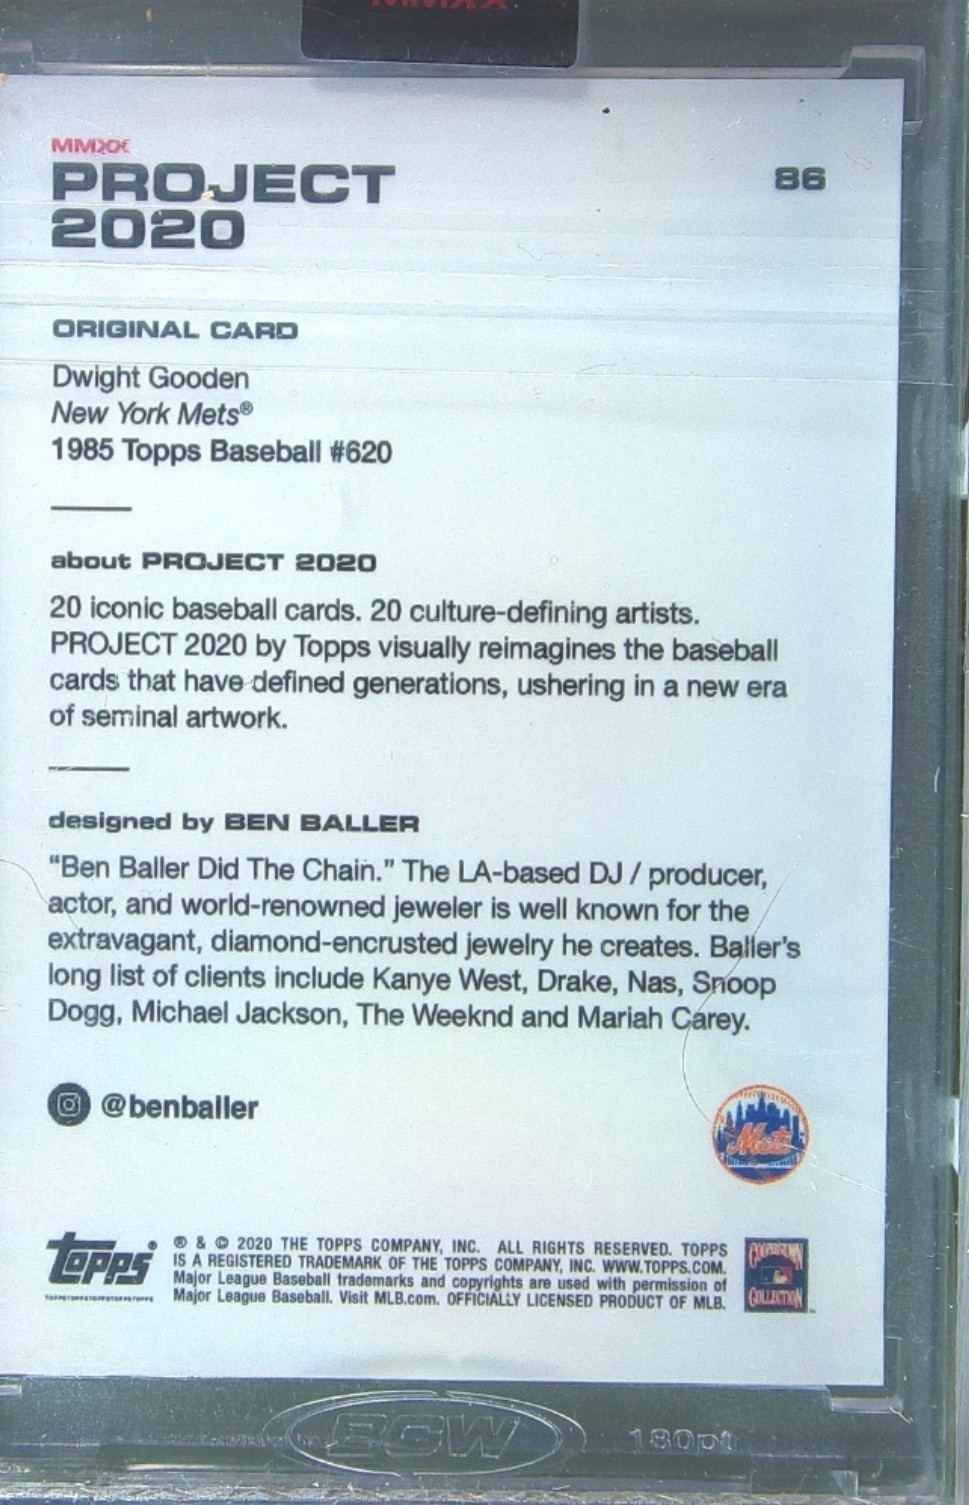 MMXX
MMXX
PROJECT
2020
86
ORIGINAL CARD
Dwight Gooden
New York Mets®
1985 Topps Baseball #620
about PROJECT 2020
20 iconic baseball cards. 20 culture-defining artists.
PROJECT 2020 by Topps visually reimagines the baseball
cards that have defined generations, ushering in a new era
of seminal artwork.
designed by BEN BALLER
“Ben Baller Did The Chain.” The LA-based DJ / producer,
actor, and world-renowned jeweler is well known for the
extravagant, diamond-encrusted jewelry he creates. Baller's
long list of clients include Kanye West, Drake, Nas, Snoop
Dogg, Michael Jackson, The Weeknd and Mariah Carey.
@benballer
Mets
topps®
® & © 2020 THE TOPPS COMPANY, INC. ALL RIGHTS RESERVED. TOPPS
IS A REGISTERED TRADEMARK OF THE TOPPS COMPANY, INC. WWW.TOPPS.COM.
Major League Baseball trademarks and copyrights are used with permission of
Major League Baseball. Visit MLB.com. OFFICIALLY LICENSED PRODUCT OF MLB.
COOPERSTOWN
COLLECTION
BCW
180pt